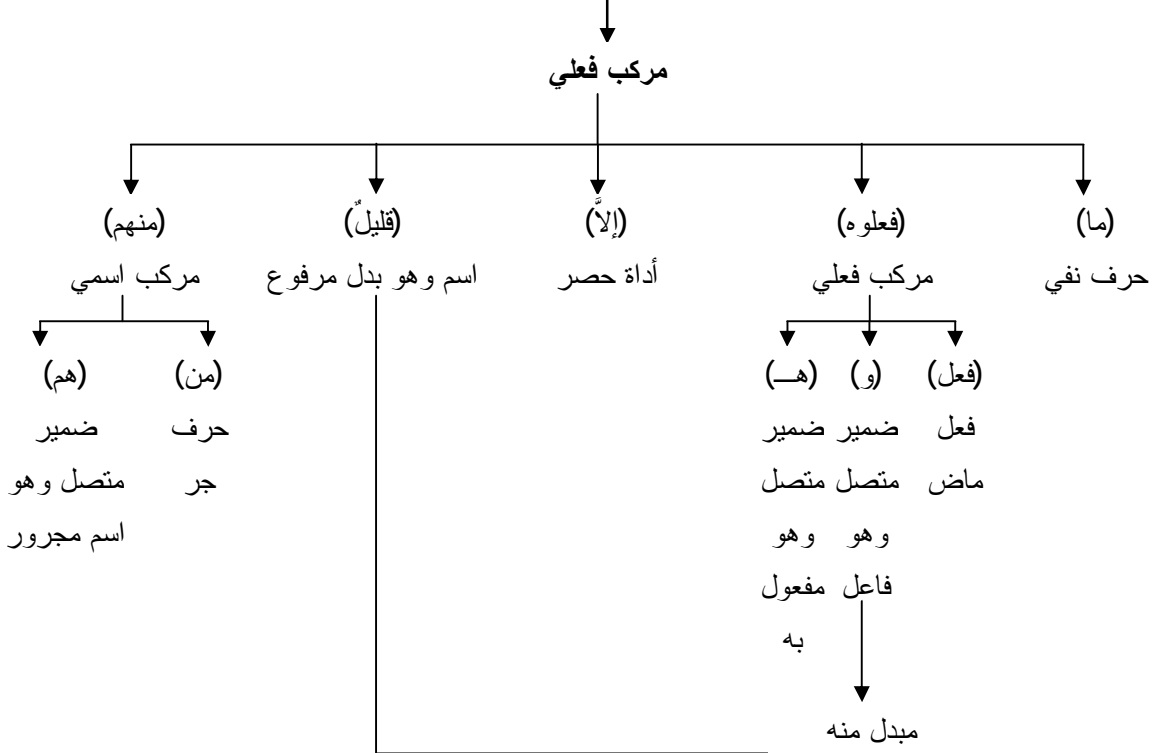 مركب فعلي
(ما) (فعلوه) (إلاَّ) (قليلٌ) (منهم)
حرف نفي مركب فعلي أداة حصر اسم وهو بدل مرفوع مركب اسمي
(فعل) (و) (هـــ) (من) (هم)
فعل ضمير ضمير حرف ضمير
ماض متصل متصل جر متصل وهو
وهو وهو اسم مجرور
فاعل مفعول
به
مبدل منه